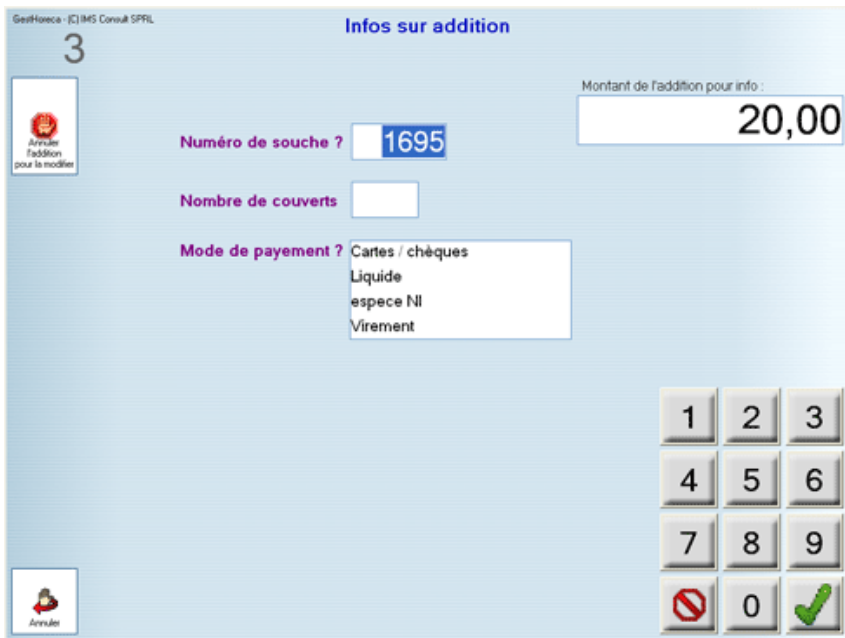 GestHoreca - (C) IMS Consult SPRL
Infos sur addition
3
Montant de l'addition pour info :
20,00
Annuler
l'addition
pour la modifier
Numéro de souche ? 1695
Nombre de couverts
Mode de payement ? Cartes / chèques
Liquide
espece NI
Virement
1 2 3
4 5 6
7 8 9
0
Annuler